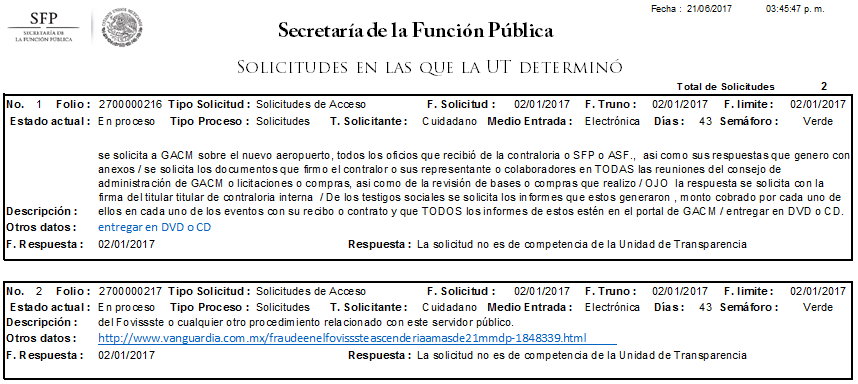 SFP
SECRETARÍA DE
LA FUNCIÓN PÚBLICA
Fecha : 21/06/2017 03:45:47 p. m.
Secretaría de la Función Pública
SOLICITUDES EN LAS QUE LA UT DETERMINÓ
Total de Solicitudes 2
No. 1 Folio : 2700000216 Tipo Solicitud : Solicitudes de Acceso F. Solicitud : 02/01/2017 F. Truno : 02/01/2017 F. limite : 02/01/2017
Estado actual : En proceso Tipo Proceso : Solicitudes T. Solicitante : Cuidadano Medio Entrada : Electrónica Días : 43 Semáforo : Verde
se solicita a GACM sobre el nuevo aeropuerto, todos los oficios que recibió de la contraloria o SFP o ASF., asi como sus respuestas que genero con
anexos / se solicita los documentos que firmo el contralor o sus representante o colaboradores en TODAS las reuniones del consejo de
administración de GACM o licitaciones o compras, asi como de la revisión de bases o compras que realizo / OJO la respuesta se solicita con la
firma del titular titular de contraloria interna / De los testigos sociales se solicita los informes que estos generaron , monto cobrado por cada uno de
Descripción : ellos en cada uno de los eventos con su recibo o contrato y que TODOS los informes de estos estén en el portal de GACM / entregar en DVD o CD.
Otros datos : entregar en DVD o CD
F. Respuesta : 02/01/2017 Respuesta : La solicitud no es de competencia de la Unidad de Transparencia
No. 2 Folio : 2700000217 Tipo Solicitud : Solicitudes de Acceso F. Solicitud : 02/01/2017 F. Truno : 02/01/2017 F. limite : 02/01/2017
Estado actual : En proceso Tipo Proceso : Solicitudes T. Solicitante : Cuidadano Medio Entrada : Electrónica Días : 43 Semáforo : Verde
Descripción : del Fovissste o cualquier otro procedimiento relacionado con este servidor público.
Otros datos : http://www.vanguardia.com.mx/fraudeenelfovisssteascenderiaamasde21mmdp-1848339.html
F. Respuesta : 02/01/2017 Respuesta : La solicitud no es de competencia de la Unidad de Transparencia